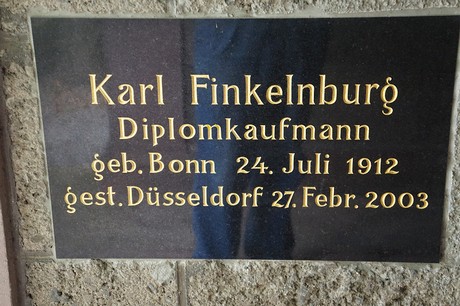 Karl Finkelnburg
Diplomkaufmann
geb. Bonn 24. Juli 1912
gest. Düsseldorf 27. Febr. 2003